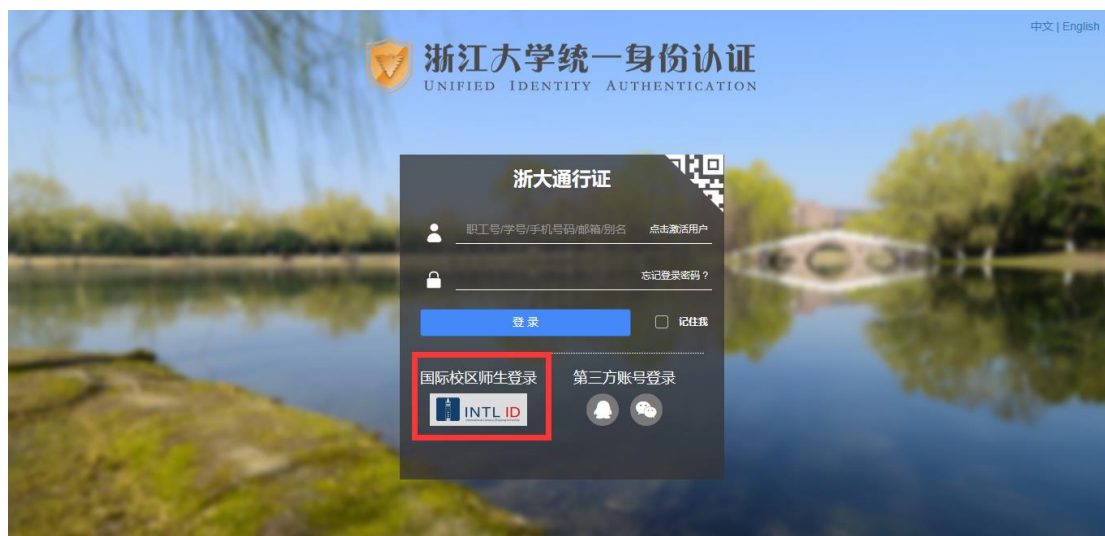 中文 | English
浙江大学统一身份认证
UNIFIED IDENTITY AUTHENTICATION
浙大通行证
职工号/学号/手机号码/邮箱/别名 点击激活用户
忘记登录密码？
登录 记住我
国际校区师生登录 第三方账号登录
INTL ID